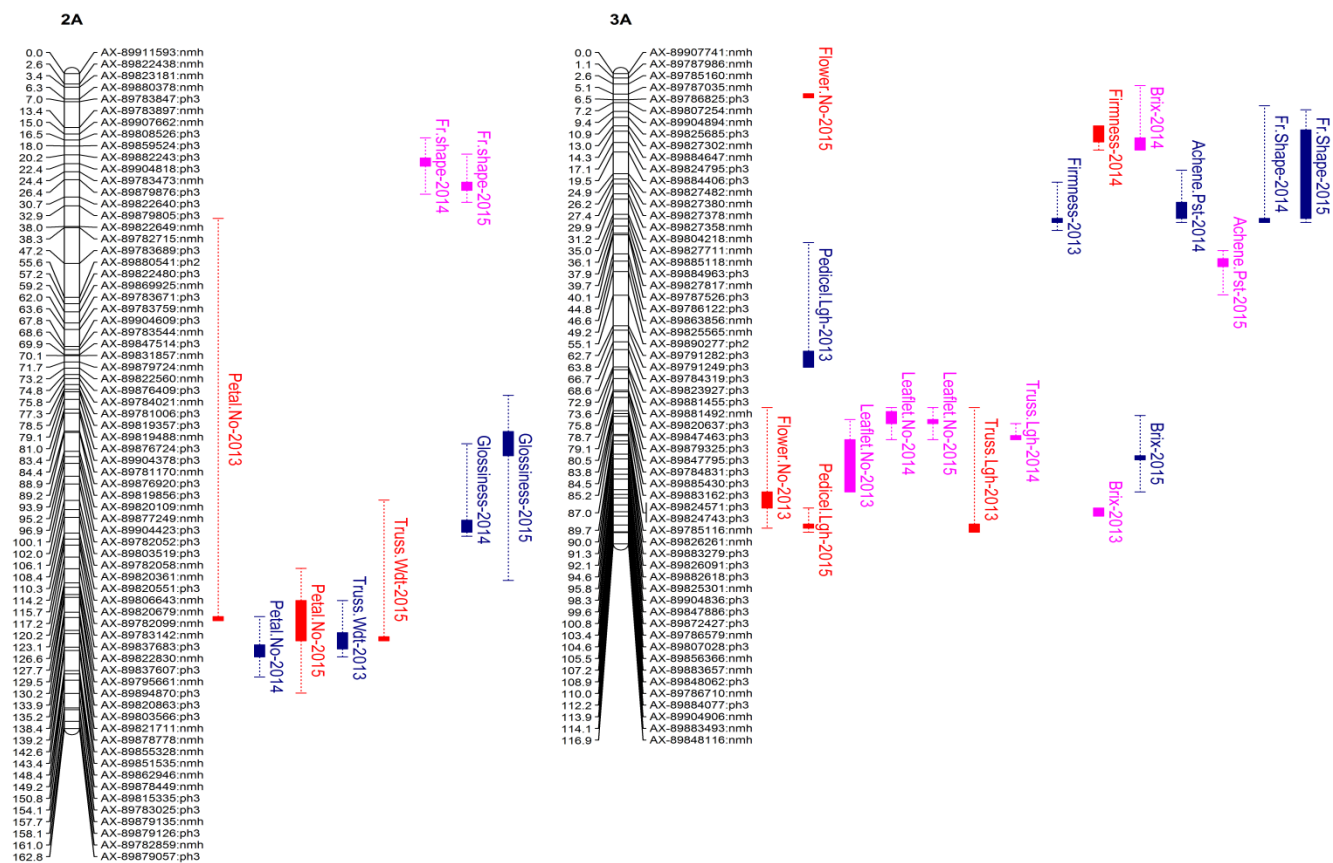 2A
0.0 AX-89911593:nmh
2.6 AX-89822438:nmh
3.4 AX-89823181:nmh
6.3 AX-89880378:nmh
7.0 AX-89783847:ph3
13.4 AX-89783897:nmh
15.0 AX-89907662:nmh
16.5 AX-89808526:ph3
18.0 AX-89859524:ph3
20.2 AX-89882243:ph3
22.4 AX-89904818:ph3
24.4 AX-89783473:nmh
26.4 AX-89879876:ph3
30.7 AX-89822640:ph3
32.9 AX-89879805:ph3
38.0 AX-89822649:nmh
38.3 AX-89782715:nmh
47.2 AX-89783689:ph3
55.6 AX-89880541:ph2
57.2 AX-89822480:ph3
59.2 AX-89869925:nmh
62.0 AX-89783671:ph3
63.6 AX-89783759:nmh
67.8 AX-89904609:ph3
68.6 AX-89783544:nmh
69.9 AX-89847514:ph3
70.1 AX-89831857:nmh
71.7 AX-89879724:nmh
73.2 AX-89822560:nmh
74.8 AX-89876409:ph3
75.8 AX-89784021:nmh
77.3 AX-89781006:ph3
78.5 AX-89819357:ph3
79.1 AX-89819488:nmh
81.0 AX-89876724:ph3
83.4 AX-89904378:ph3
84.4 AX-89781170:nmh
88.9 AX-89876920:ph3
89.2 AX-89819856:ph3
93.9 AX-89820109:nmh
95.2 AX-89877249:nmh
96.9 AX-89904423:ph3
100.1 AX-89782052:ph3
102.0 AX-89803519:ph3
106.1 AX-89782058:nmh
108.4 AX-89820361:nmh
110.3 AX-89820551:ph3
114.2 AX-89806643:nmh
115.7 AX-89820679:nmh
117.2 AX-89782099:nmh
120.2 AX-89783142:nmh
123.1 AX-89837683:ph3
126.6 AX-89822830:nmh
127.7 AX-89837607:ph3
129.5 AX-89795661:nmh
130.2 AX-89894870:ph3
133.9 AX-89820863:ph3
135.2 AX-89803566:ph3
138.4 AX-89821711:nmh
139.2 AX-89878778:nmh
142.6 AX-89855328:nmh
143.4 AX-89851535:nmh
148.4 AX-89862946:nmh
149.2 AX-89878449:nmh
150.8 AX-89815335:ph3
154.1 AX-89783025:ph3
157.7 AX-89879135:nmh
158.1 AX-89879126:ph3
161.0 AX-89782859:nmh
162.8 AX-89879057:ph3
Petal.No-2013
Petal.No-2014
Petal.No-2015
Truss.Wdt-2013
Truss.Wdt-2015
Fr.shape-2014
Fr.shape-2015
Glossiness-2014
Glossiness-2015
3A
0.0 AX-89907741:nmh
1.1 AX-89787986:nmh
2.6 AX-89785160:nmh
5.1 AX-89787035:nmh
6.5 AX-89786825:ph3
7.2 AX-89807254:nmh
9.4 AX-89904894:nmh
10.9 AX-89825685:ph3
13.0 AX-89827302:nmh
14.3 AX-89884647:nmh
17.1 AX-89824795:ph3
19.5 AX-89884406:ph3
24.9 AX-89827482:nmh
26.2 AX-89827380:nmh
27.4 AX-89827378:nmh
29.9 AX-89827358:nmh
31.2 AX-89804218:nmh
35.0 AX-89827711:nmh
36.1 AX-89885118:nmh
37.9 AX-89884963:ph3
39.7 AX-89827817:nmh
40.1 AX-89787526:ph3
44.8 AX-89786122:ph3
46.6 AX-89863856:nmh
49.2 AX-89825565:nmh
55.1 AX-89890277:ph2
62.7 AX-89791282:ph3
63.8 AX-89791249:ph3
66.7 AX-89784319:ph3
68.6 AX-89823927:ph3
72.9 AX-89881455:ph3
73.6 AX-89881492:nmh
75.8 AX-89820637:ph3
78.7 AX-89847463:ph3
79.1 AX-89879325:ph3
80.5 AX-89847795:ph3
83.8 AX-89784831:ph3
84.5 AX-89885430:ph3
85.2 AX-89883162:ph3
87.0 AX-89824571:ph3
AX-89824743:ph3
89.7 AX-89785116:nmh
90.0 AX-89826261:nmh
91.3 AX-89883279:ph3
92.1 AX-89826091:ph3
94.6 AX-89882618:ph3
95.8 AX-89825301:nmh
98.3 AX-89904836:ph3
99.6 AX-89847886:ph3
100.8 AX-89872427:ph3
103.4 AX-89786579:nmh
104.6 AX-89807028:ph3
105.5 AX-89856366:nmh
107.2 AX-89883657:nmh
108.9 AX-89848062:ph3
110.0 AX-89786710:nmh
112.2 AX-89884077:ph3
113.9 AX-89904906:nmh
114.1 AX-89883493:nmh
116.9 AX-89848116:nmh
Flower.No-2013
Flower.No-2015
Pedicel.Lgh-2013
Pedicel.Lgh-2015
Leaflet.No-2013
Leaflet.No-2014
Leaflet.No-2015
Truss.Lgh-2013
Truss.Lgh-2014
Firmness-2013
Firmness-2014
Brix-2013
Brix-2014
Brix-2015
Achene.Pst-2014
Achene.Pst-2015
Fr.Shape-2014
Fr.Shape-2015